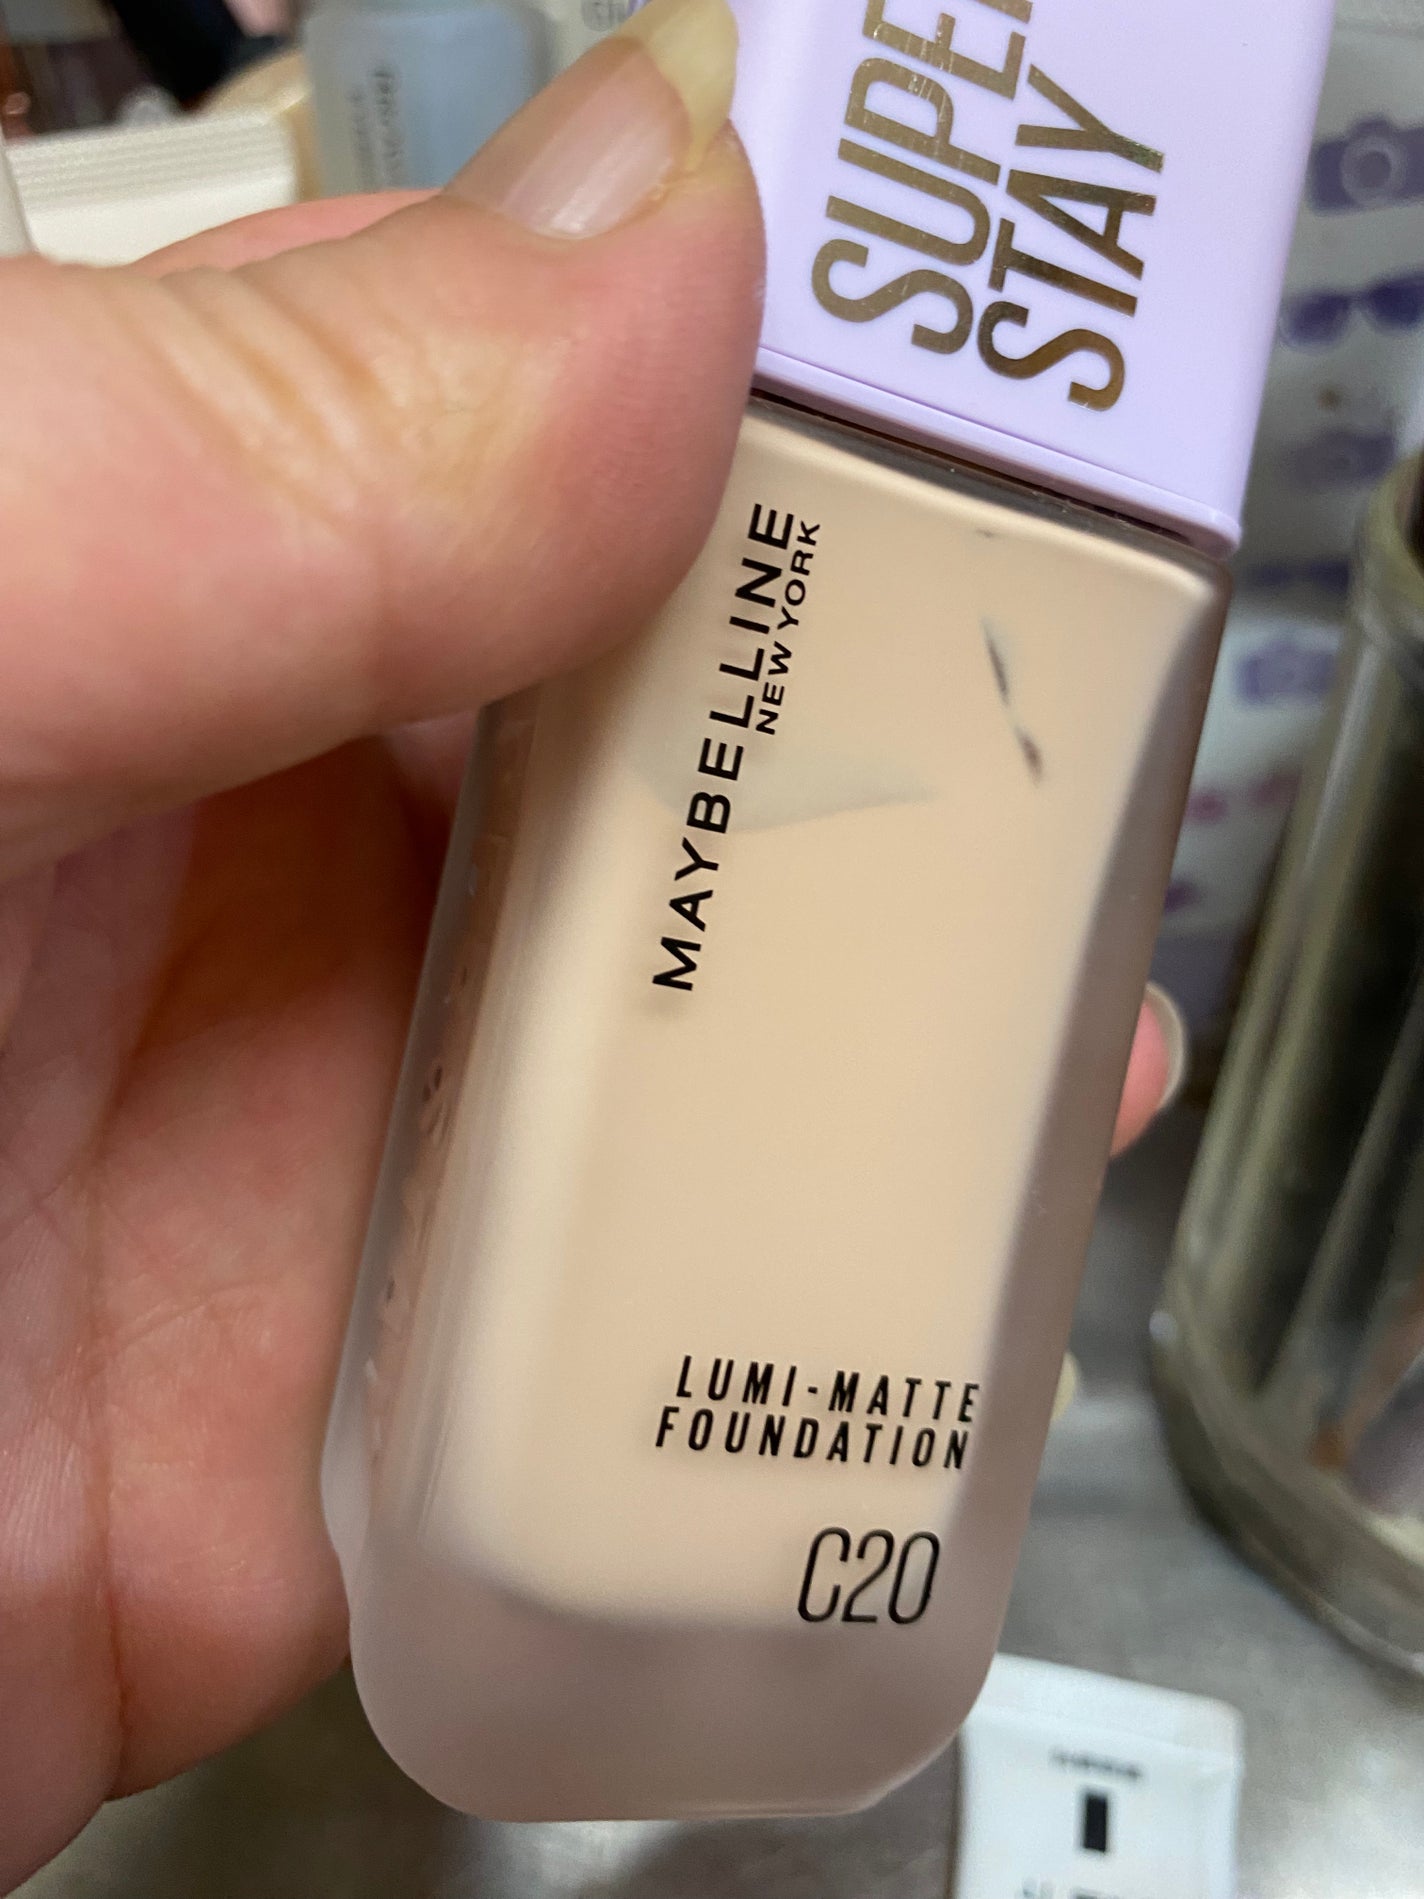 SUPER
STAY
MAYBELLINE
NEW YORK
LUMI-MATTE
FOUNDATION
C20